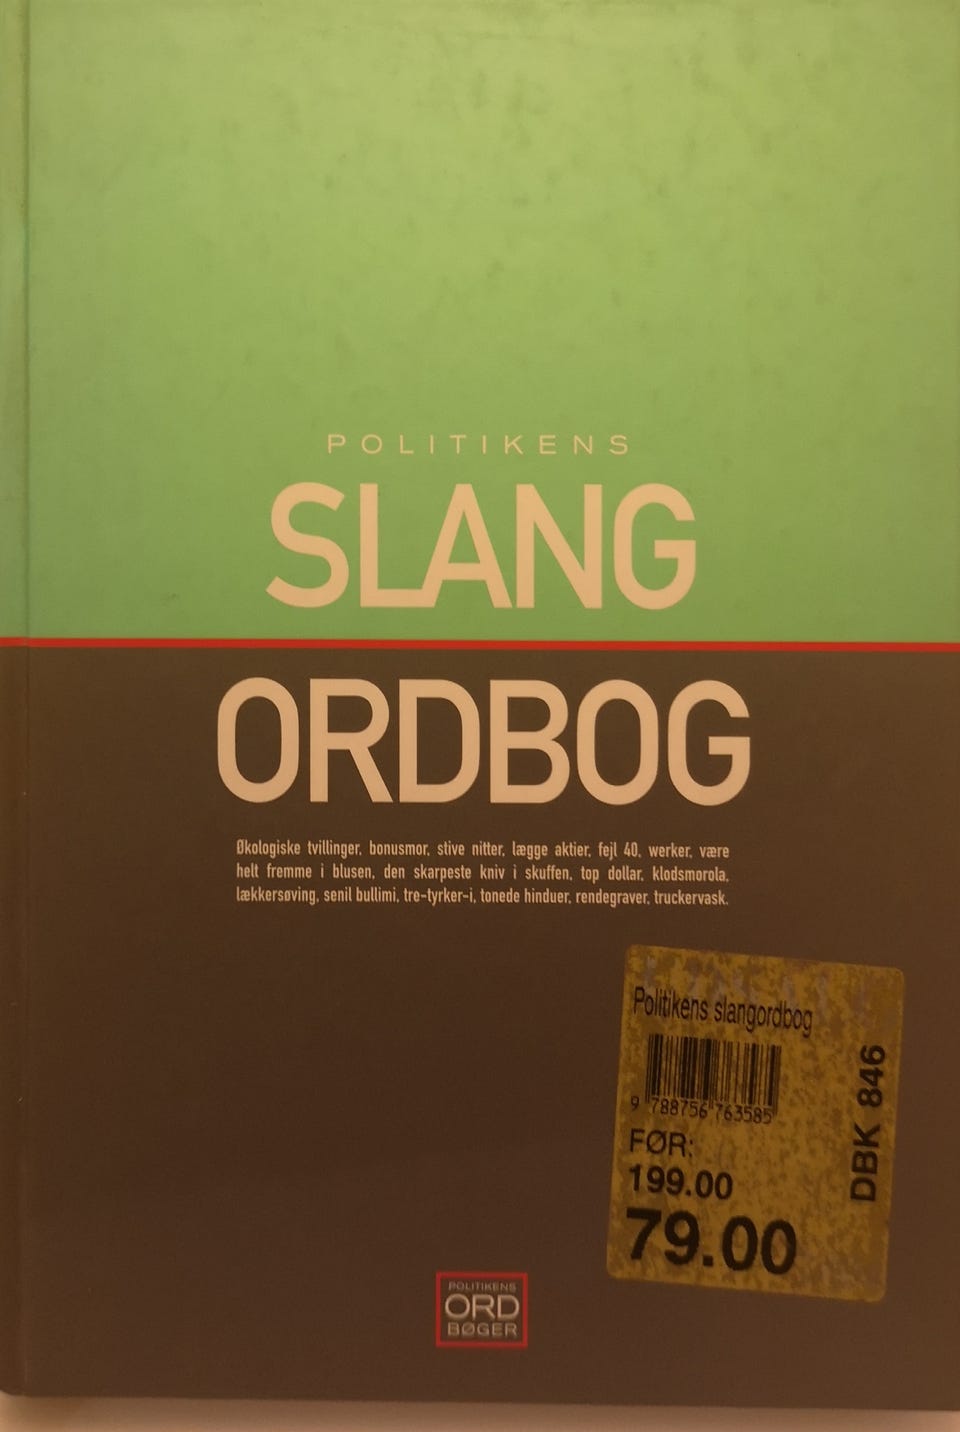 POLITIKENS
SLANG
ORDBOG
Økologiske tvillinger, bonusmor, stive nitter, lægge aktier, fejl 40, werker, være
helt fremme i blusen, den skarpeste kniv i skuffen, top dollar, klodsmorola,
lækkersøving, senil bullimi, tre-tyrker-i, tonede hinduer, rendegraver, truckervask.
Politikens slangordbog
9 788756 763585
FØR:
199.00
79.00
DBK 846
POLITIKENS
ORD
BØGER